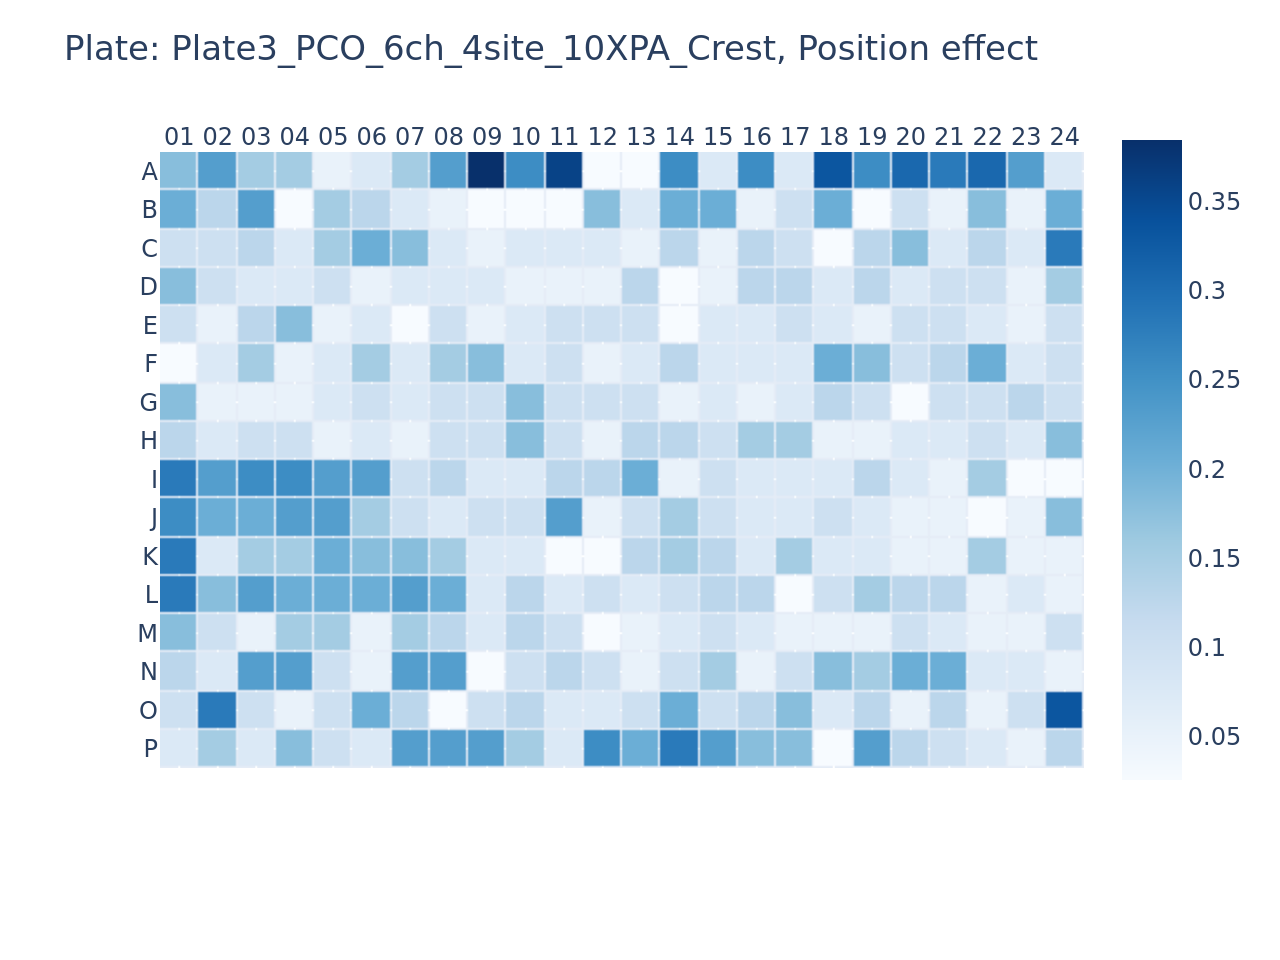 Plate: Plate3_PCO_6ch_4site_10XPA_Crest, Position effect
01 02 03 04 05 06 07 08 09 10 11 12 13 14 15 16 17 18 19 20 21 22 23 24
A
B
C
D
E
F
G
H
I
J
K
L
M
N
O
P
0.35
0.3
0.25
0.2
0.15
0.1
0.05